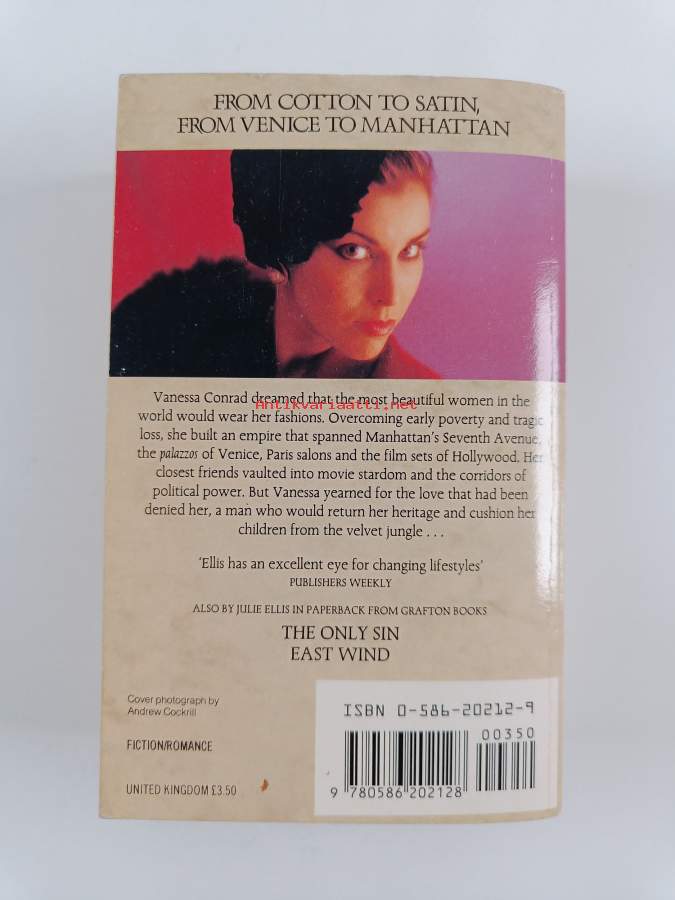 FROM COTTON TO SATIN,
FROM VENICE TO MANHATTAN
Vanessa Conrad dreamed that the most beautiful women in the
Antikvariaatti.net
world would wear her fashions. Overcoming early poverty and tragic
loss, she built an empire that spanned Manhattan's Seventh Avenue,
the palazzos of Venice, Paris salons and the film sets of Hollywood. Her
closest friends vaulted into movie stardom and the corridors of
political power. But Vanessa yearned for the love that had been
denied her, a man who would return her heritage and cushion her
children from the velvet jungle . . .
'Ellis has an excellent eye for changing lifestyles'
PUBLISHERS WEEKLY
ALSO BY JULIE ELLIS IN PAPERBACK FROM GRAFTON BOOKS
THE ONLY SIN
EAST WIND
Cover photograph by
Andrew Cockrill
FICTION/ROMANCE
UNITED KINGDOM £3.50
ISBN 0-586-20212-9
00350
9 780586 202128